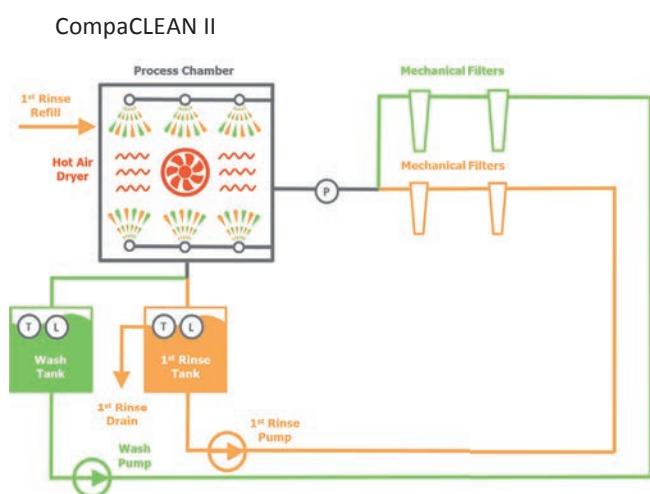 CompaCLEAN II
Process Chamber
Mechanical Filters
1st Rinse
Refill
Hot Air
Dryer
P
Mechanical Filters
T L
T L
Wash
Tank
1st Rinse
Tank
1st Rinse
Drain
1st Rinse
Pump
Wash
Pump